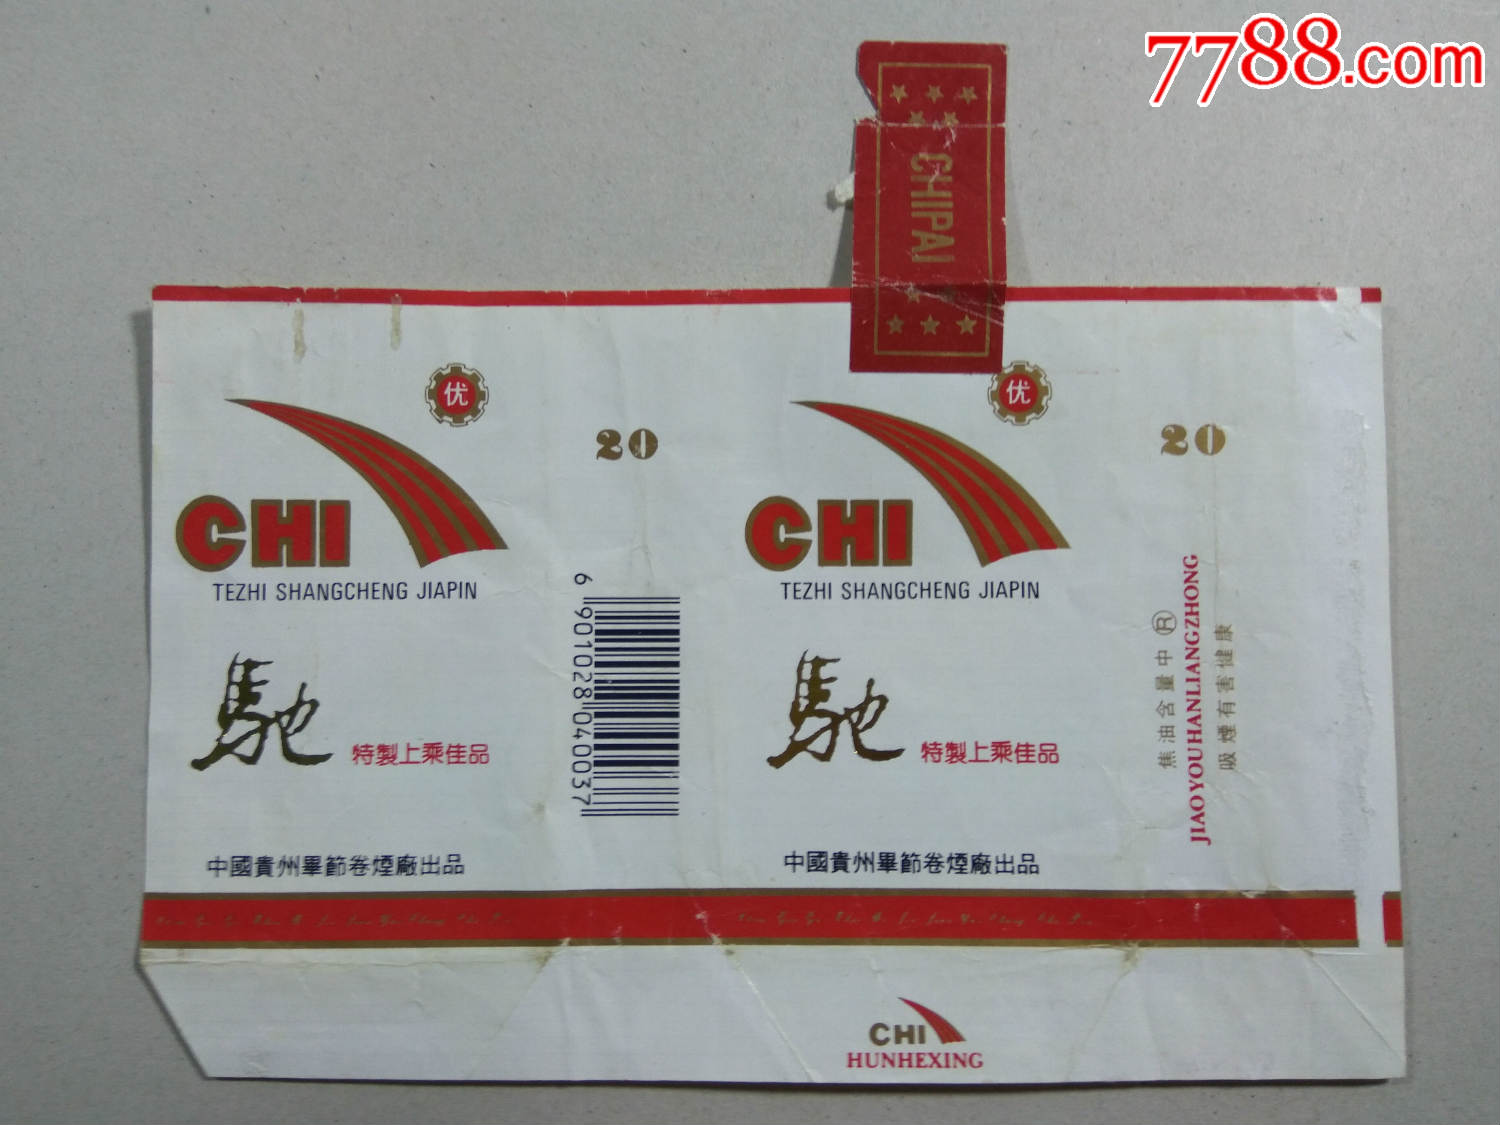 7788.com
CHIPAI
优
20
CHI
TEZHI SHANGCHENG JIAPIN
馳
特製上乘佳品
中國貴州畢節卷煙廠出品
6 901028 040037
优
20
CHI
TEZHI SHANGCHENG JIAPIN
馳
特製上乘佳品
中國貴州畢節卷煙廠出品
焦油含量中 ®
JIAOYOUHANLIANGZHONG
吸煙有害健康
CHI
HUNHEXING